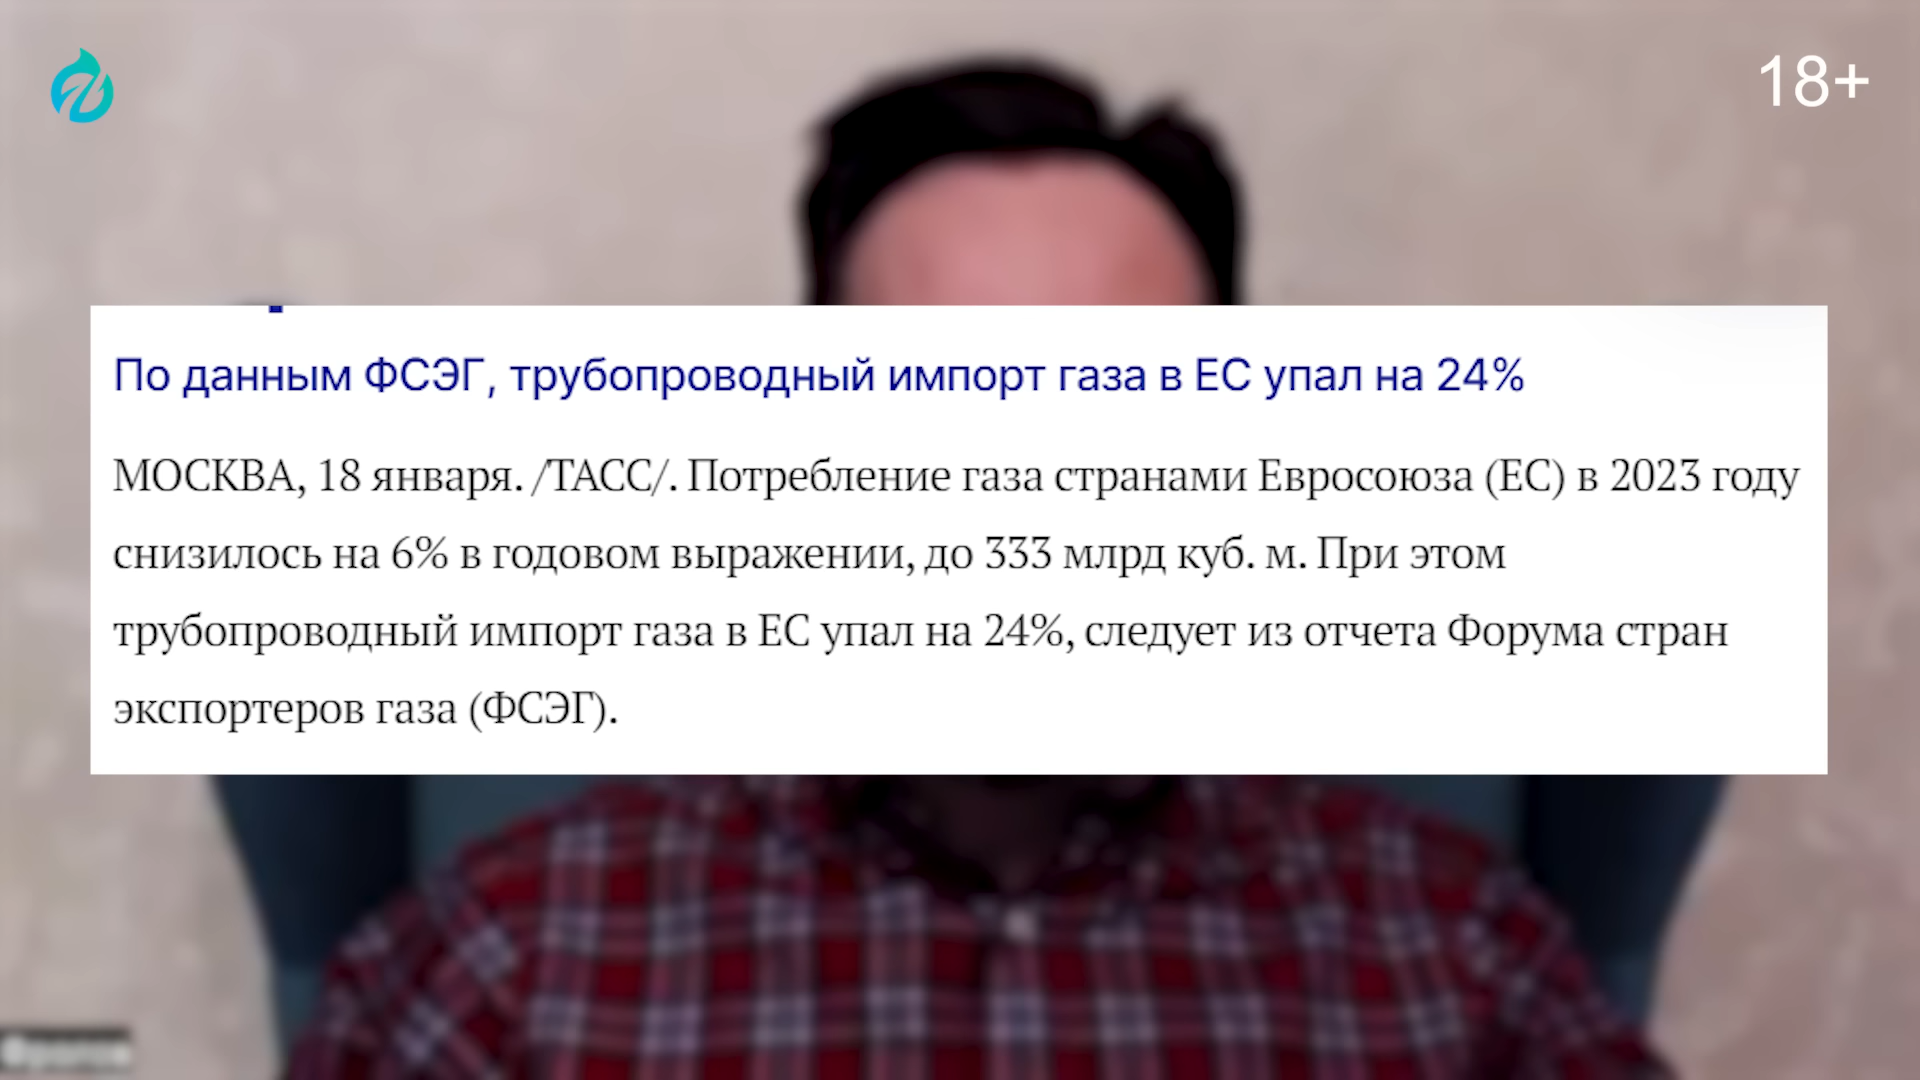 18+
По данным ФСЭГ, трубопроводный импорт газа в ЕС упал на 24%
МОСКВА, 18 января. /ТАСС/. Потребление газа странами Евросоюза (ЕС) в 2023 году
снизилось на 6% в годовом выражении, до 333 млрд куб. м. При этом
трубопроводный импорт газа в ЕС упал на 24%, следует из отчета Форума стран
экспортеров газа (ФСЭГ).